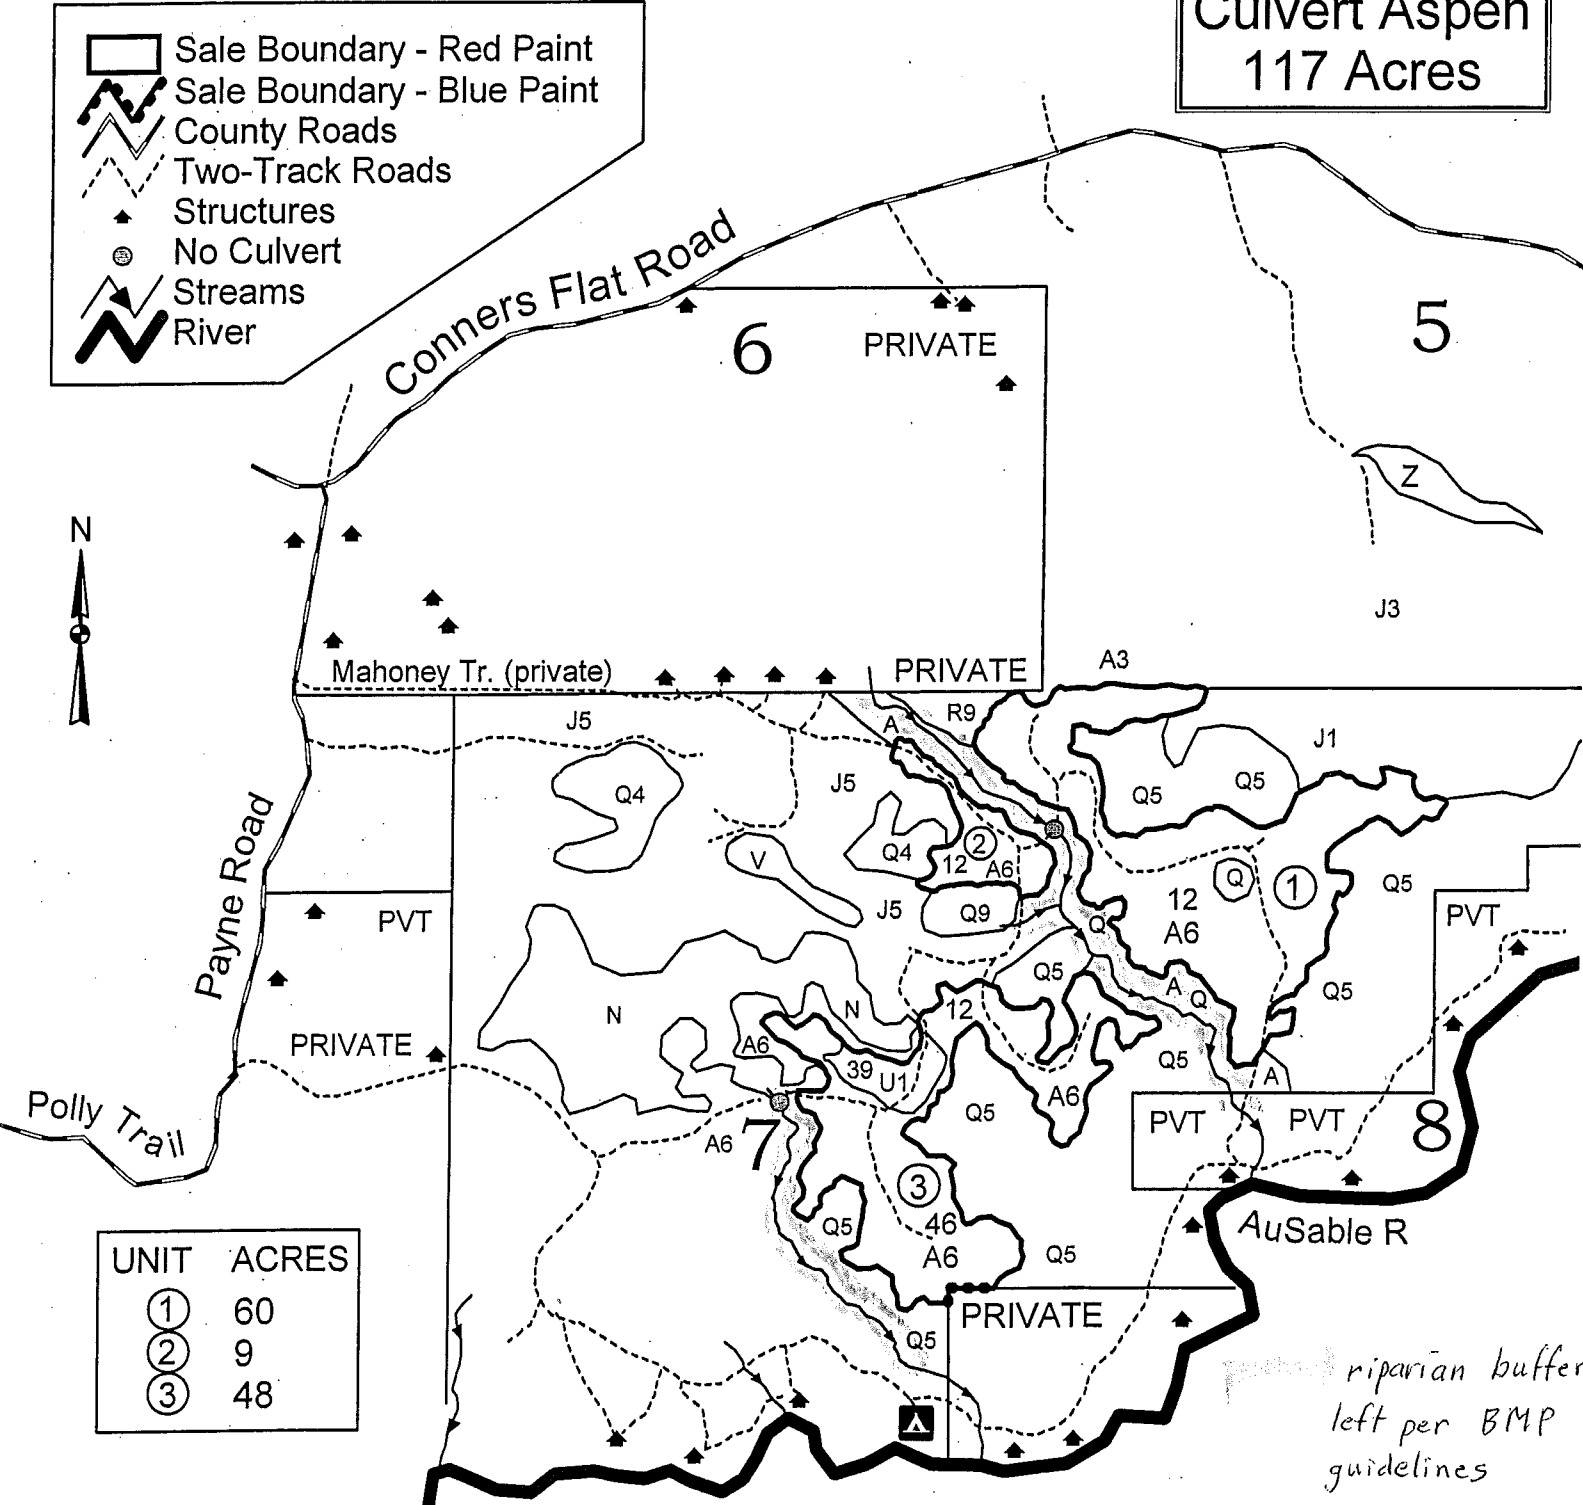 Culvert Aspen
117 Acres
Sale Boundary - Red Paint
Sale Boundary - Blue Paint
County Roads
Two-Track Roads
Structures
No Culvert
Streams
River
Conners Flat Road
6
PRIVATE
5
Z
N
J3
Mahoney Tr. (private)
PRIVATE
A3
J5
A
R9
J1
Q4
J5
Q5
Q5
Payne Road
V
Q4
2
12
A6
Q
1
Q5
12
A6
PVT
J5
Q9
Q
PVT
Q5
A
Q
Q5
N
N
12
PRIVATE
A6
39
U1
Q5
A
A6
Q5
Polly Trail
A6
7
PVT
PVT
8
3
46
A6
Q5
Q5
AuSable R
UNIT ACRES
1 60
2 9
3 48
PRIVATE
Q5
riparian buffer
left per BMP
guidelines